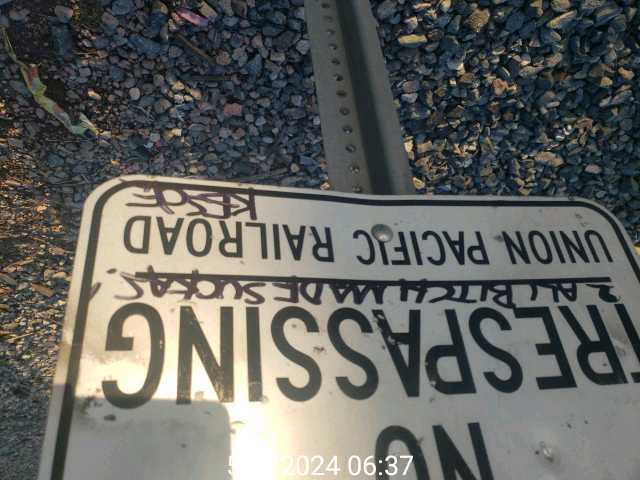 NO
TRESPASSING
2 ALL BITCH MADE SUCKAS
UNION PACIFIC RAILROAD
2024 06:37